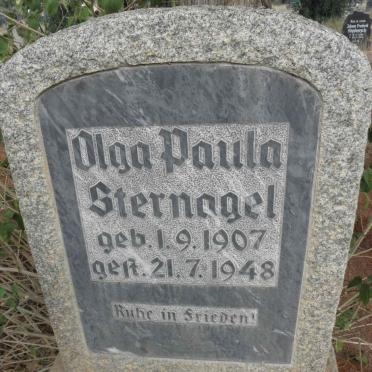 Olga Paula
Sternagel
geb. 1. 9. 1907
gest. 21. 7. 1948
Ruhe in Frieden!